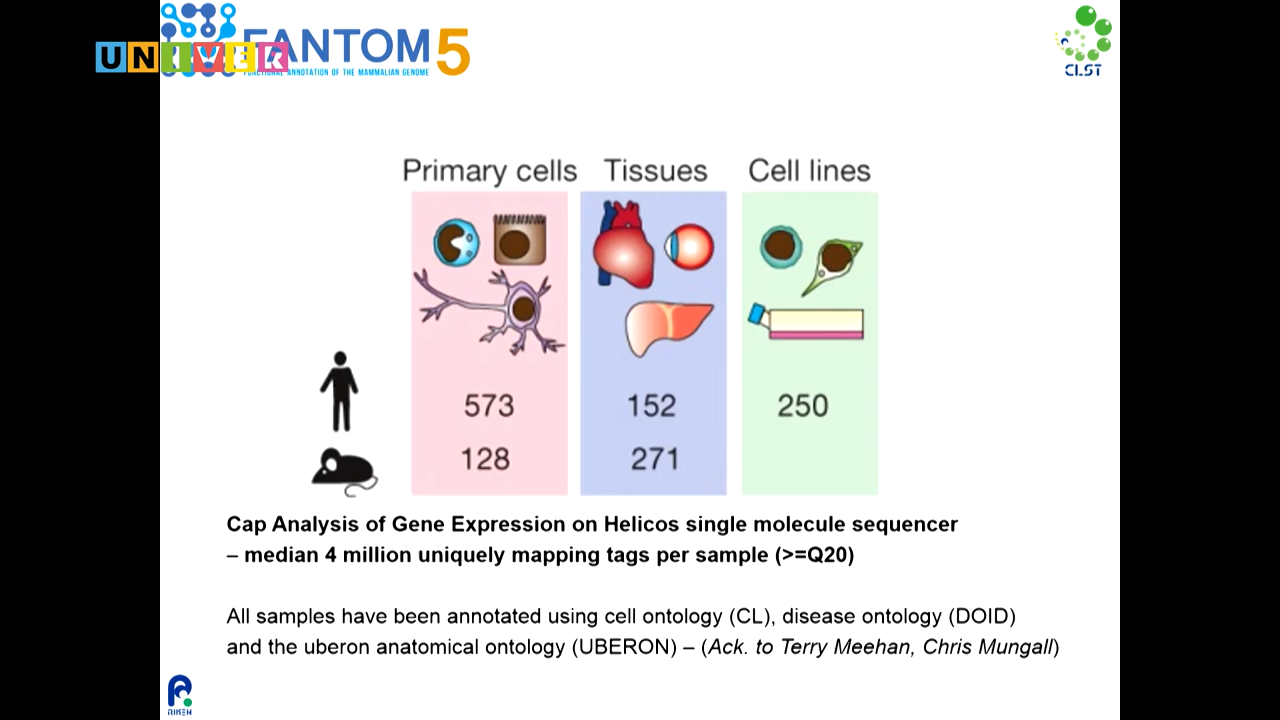 UNIVER
FANTOM5
FUNCTIONAL ANNOTATION OF THE MAMMALIAN GENOME
CLST
Primary cells Tissues Cell lines
573 152 250
128 271
Cap Analysis of Gene Expression on Helicos single molecule sequencer
– median 4 million uniquely mapping tags per sample (>=Q20)
All samples have been annotated using cell ontology (CL), disease ontology (DOID)
and the uberon anatomical ontology (UBERON) – (Ack. to Terry Meehan, Chris Mungall)
RIKEN